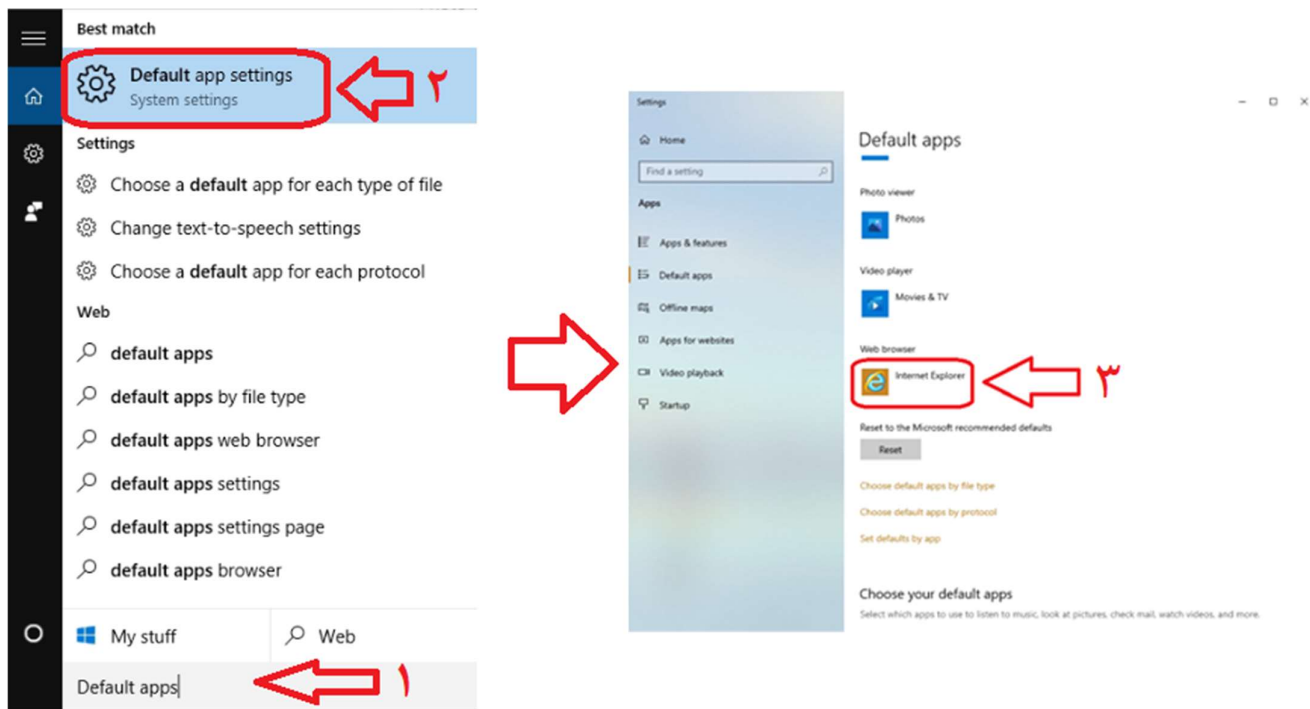 Best match
Default app settings
System settings
۲
Settings
Choose a default app for each type of file
Change text-to-speech settings
Choose a default app for each protocol
Web
default apps
default apps by file type
default apps web browser
default apps settings
default apps settings page
default apps browser
My stuff
Web
Default apps
۱
Settings
Home
Find a setting
Apps
Apps & features
Default apps
Offline maps
Apps for websites
Video playback
Startup
Default apps
Photo viewer
Photos
Video player
Movies & TV
Web browser
Internet Explorer
۳
Reset to the Microsoft recommended defaults
Reset
Choose default apps by file type
Choose default apps by protocol
Set defaults by app
Choose your default apps
Select which apps to use to listen to music, look at pictures, check mail, watch videos, and more.